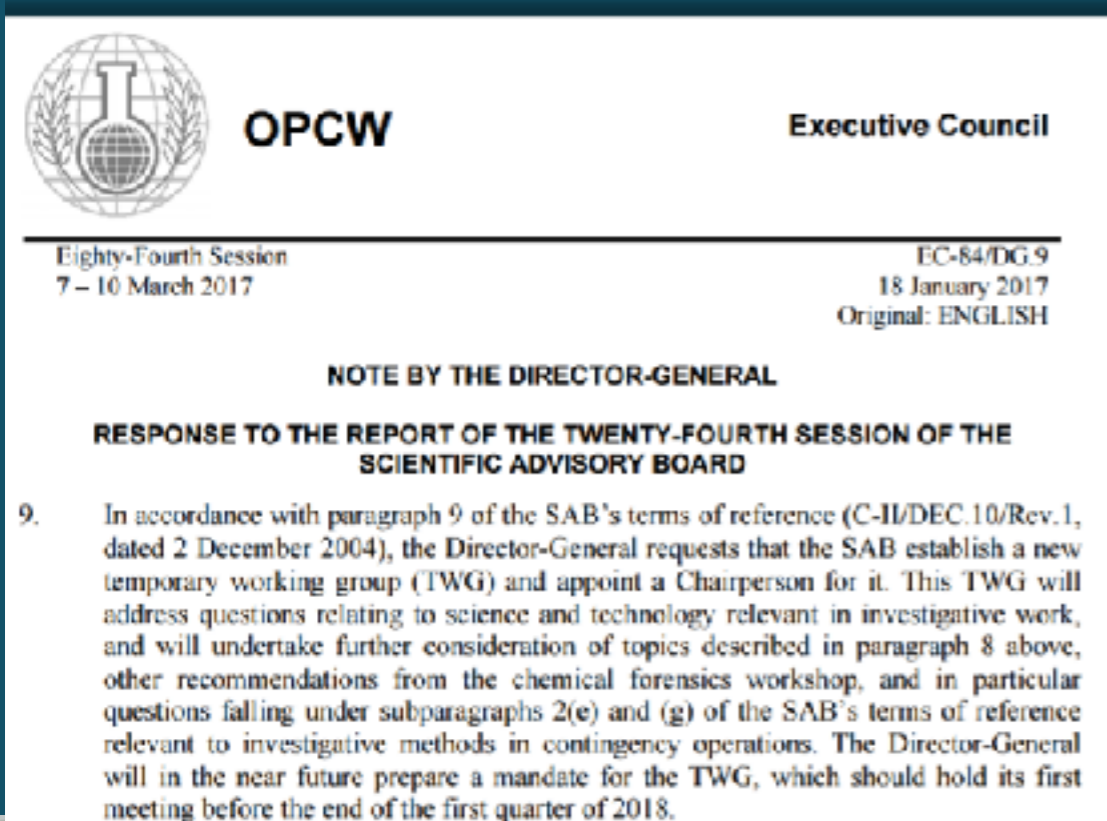 OPCW
Executive Council
Eighty-Fourth Session
EC-84/DG.9
7 – 10 March 2017
18 January 2017
Original: ENGLISH
NOTE BY THE DIRECTOR-GENERAL
RESPONSE TO THE REPORT OF THE TWENTY-FOURTH SESSION OF THE
SCIENTIFIC ADVISORY BOARD
9. In accordance with paragraph 9 of the SAB's terms of reference (C-II/DEC.10/Rev.1,
dated 2 December 2004), the Director-General requests that the SAB establish a new
temporary working group (TWG) and appoint a Chairperson for it. This TWG will
address questions relating to science and technology relevant in investigative work,
and will undertake further consideration of topics described in paragraph 8 above,
other recommendations from the chemical forensics workshop, and in particular
questions falling under subparagraphs 2(e) and (g) of the SAB's terms of reference
relevant to investigative methods in contingency operations. The Director-General
will in the near future prepare a mandate for the TWG, which should hold its first
meeting before the end of the first quarter of 2018.